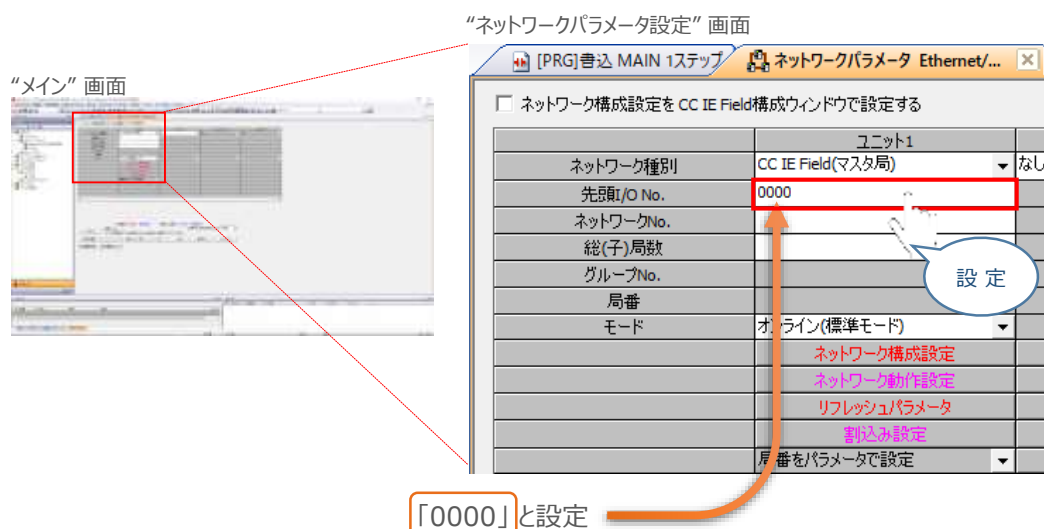 “ネットワークパラメータ設定” 画面
“メイン” 画面
[PRG]書込 MAIN 1ステップ
ネットワークパラメータ Ethernet/...
ネットワーク構成設定を CC IE Field構成ウィンドウで設定する
ユニット1
ネットワーク種別 CC IE Field(マスタ局) なし
先頭I/O No. 0000
ネットワークNo.
総(子)局数
グループNo.
局番
モード オンライン(標準モード)
ネットワーク構成設定
ネットワーク動作設定
リフレッシュパラメータ
割込み設定
局番をパラメータで設定
設 定
「0000」と設定